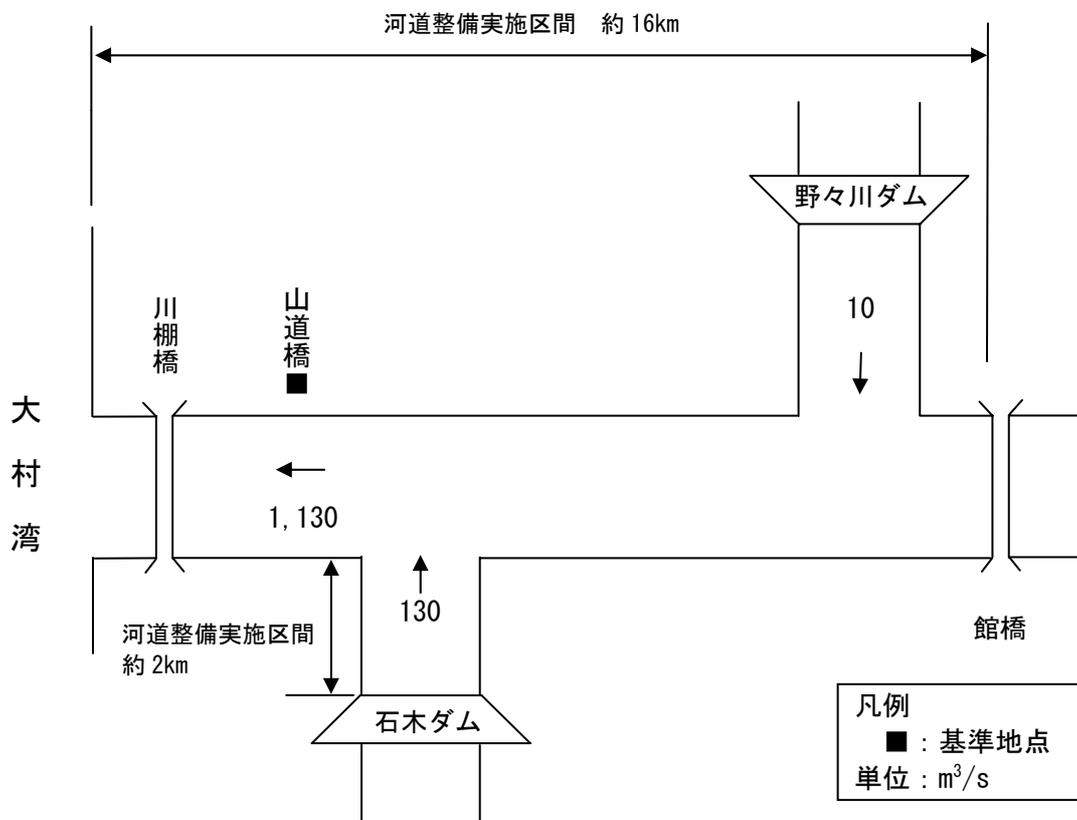 河道整備実施区間　約16km
野々川ダム
10
川棚橋
山道橋
■
大村湾
1,130
130
河道整備実施区間
約2km
石木ダム
館橋
凡例
■：基準地点
単位：m³/s